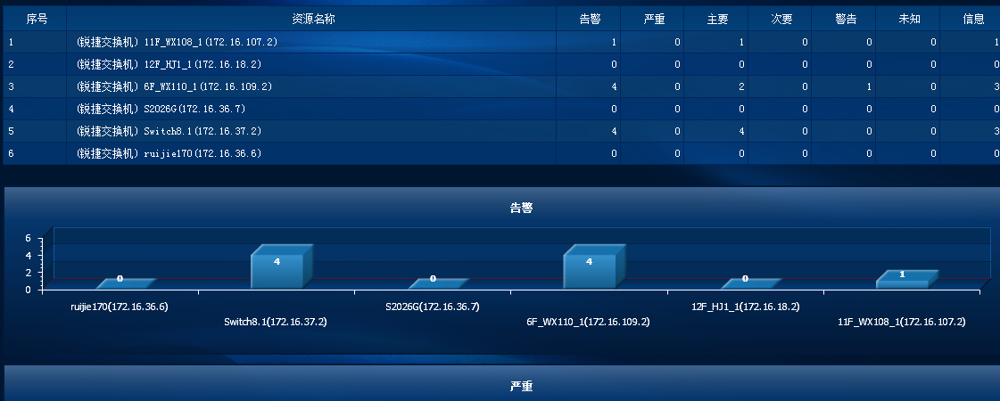 序号 资源名称 告警 严重 主要 次要 警告 未知 信息
1 (锐捷交换机) 11F_WX108_1(172.16.107.2) 1 0 1 0 0 0 1
2 (锐捷交换机) 12F_HJ1_1(172.16.18.2) 0 0 0 0 0 0 0
3 (锐捷交换机) 6F_WX110_1(172.16.109.2) 4 0 2 0 1 0 3
4 (锐捷交换机) S2026G(172.16.36.7) 0 0 0 0 0 0 0
5 (锐捷交换机) Switch8.1(172.16.37.2) 4 0 4 0 0 0 3
6 (锐捷交换机) ruijie170(172.16.36.6) 0 0 0 0 0 0 0
告警
6
4
2
0
0 4 0 4 0 1
ruijie170(172.16.36.6) S2026G(172.16.36.7) 12F_HJ1_1(172.16.18.2)
Switch8.1(172.16.37.2) 6F_WX110_1(172.16.109.2) 11F_WX108_1(172.16.107.2)
严重